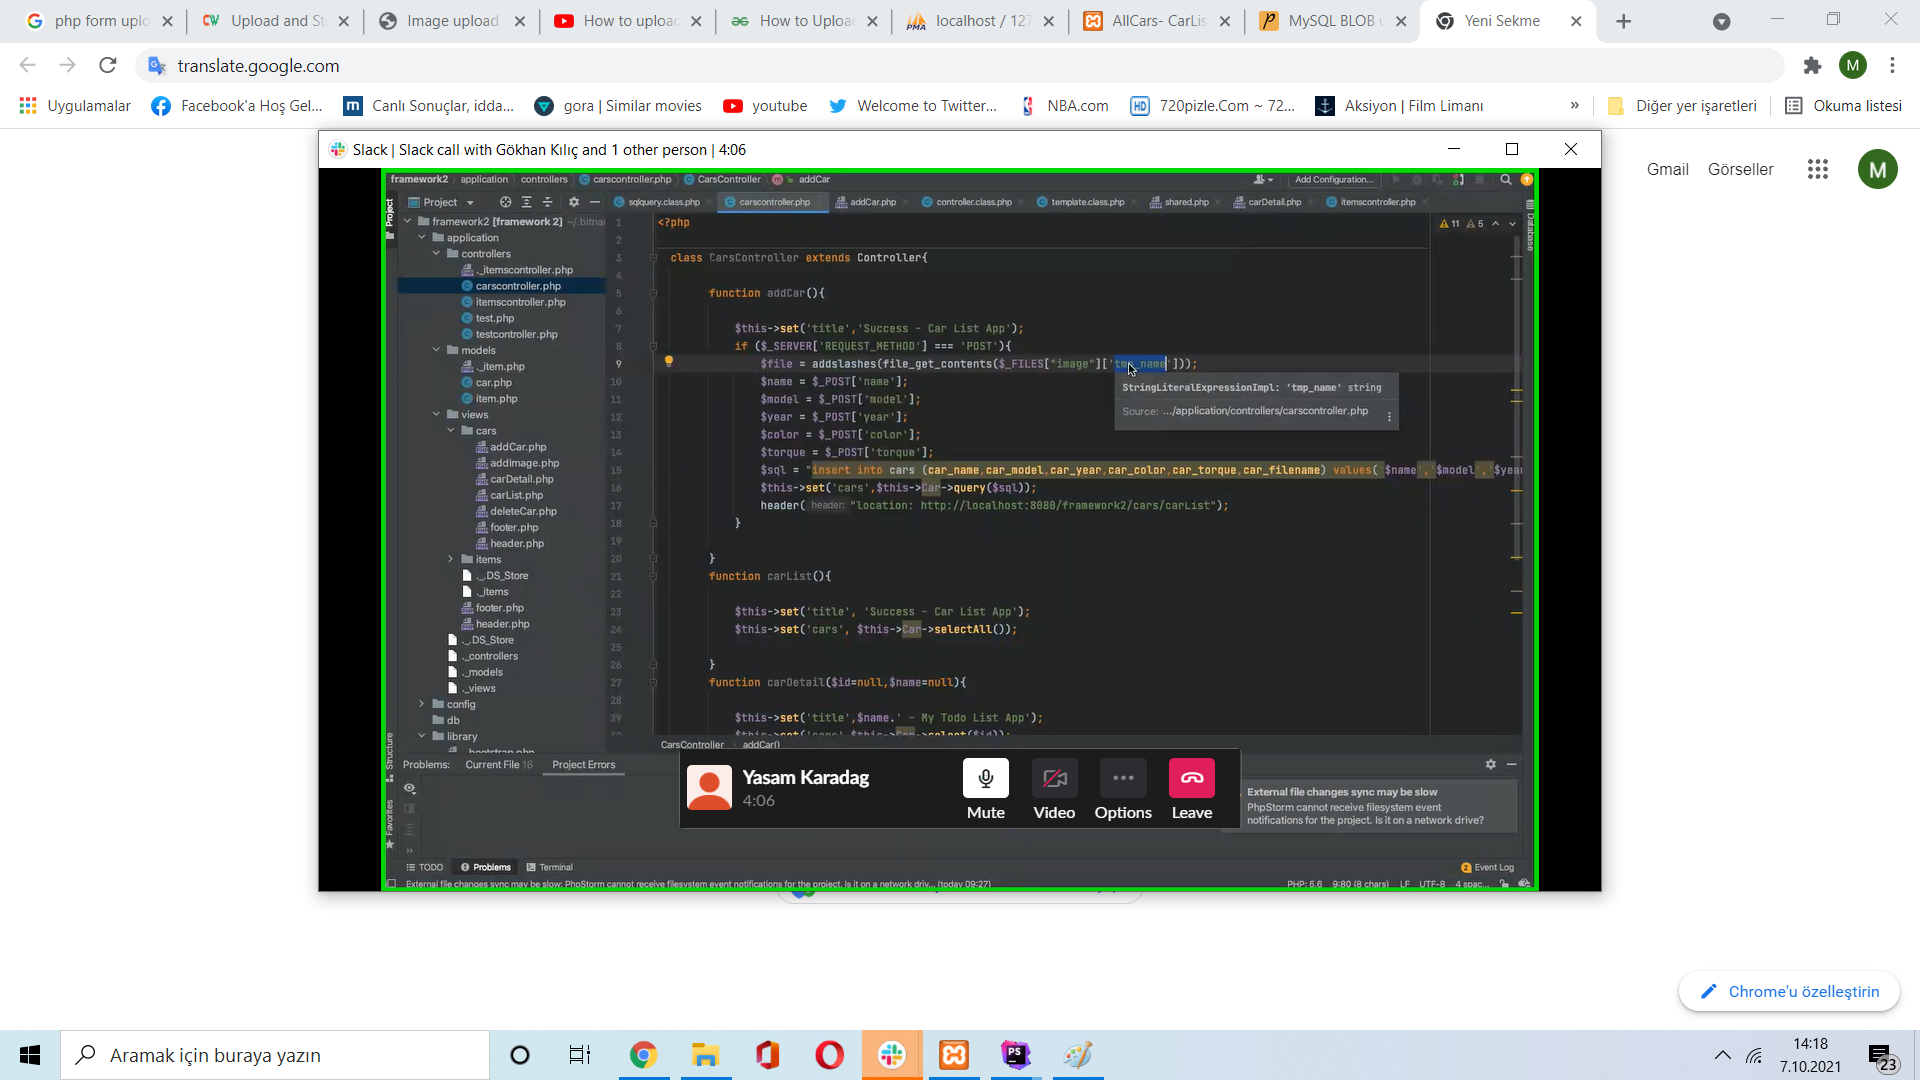 php form uplo
Upload and St
Image upload
How to upload
How to Upload
localhost / 127
AllCars- CarLis
MySQL BLOB u
Yeni Sekme
translate.google.com
M
Uygulamalar
Facebook'a Hoş Gel...
Canlı Sonuçlar, idda...
gora | Similar movies
youtube
Welcome to Twitter...
NBA.com
720pizle.Com ~ 72...
Aksiyon | Film Limanı
»
Diğer yer işaretleri
Okuma listesi
Gmail
Görseller
M
Slack | Slack call with Gökhan Kılıç and 1 other person | 4:06
framework2 application controllers carscontroller.php CarsController addCar
Add Configuration...
Project
sqlquery.class.php
carscontroller.php
addCar.php
controller.class.php
template.class.php
shared.php
carDetail.php
itemscontroller.php
Project
Database
framework2 [framework 2] ~/.bitnai
application
controllers
._itemscontroller.php
carscontroller.php
itemscontroller.php
test.php
testcontroller.php
models
._item.php
car.php
item.php
views
cars
addCar.php
addImage.php
carDetail.php
carList.php
deleteCar.php
footer.php
header.php
items
._.DS_Store
._items
footer.php
header.php
._.DS_Store
._controllers
._models
._views
config
db
library
._bootstrap.php
11 5
1 <?php
2
3 class CarsController extends Controller{
4
5 function addCar(){
6
7 $this->set('title','Success - Car List App');
8 if ($_SERVER['REQUEST_METHOD'] === 'POST'){
9 $file = addslashes(file_get_contents($_FILES["image"]['tmp_name']));
10 $name = $_POST['name'];
11 $model = $_POST['model'];
12 $year = $_POST['year'];
13 $color = $_POST['color'];
14 $torque = $_POST['torque'];
15 $sql = "insert into cars (car_name,car_model,car_year,car_color,car_torque,car_filename) values('$name','$model','$yea
16 $this->set('cars',$this->Car->query($sql));
17 header( header: "location: http://localhost:8080/framework2/cars/carList");
18 }
19
20 }
21 function carList(){
22
23 $this->set('title', 'Success - Car List App');
24 $this->set('cars', $this->Car->selectAll());
25
26 }
27 function carDetail($id=null,$name=null){
28
29 $this->set('title',$name.' - My Todo List App');
$this->set('cars',$this->Car->select($id));
StringLiteralExpressionImpl: 'tmp_name' string
Source: .../application/controllers/carscontroller.php
CarsController addCar()
Structure
Favorites
Problems: Current File 16 Project Errors
Yasam Karadag
4:06
Mute
Video
Options
Leave
External file changes sync may be slow
PhpStorm cannot receive filesystem event
notifications for the project. Is it on a network drive?
TODO
Problems
Terminal
2 Event Log
External file changes sync may be slow: PhpStorm cannot receive filesystem event notifications for the project. Is it on a network driv... (today 09:27)
PHP: 5.6 9:80 (8 chars) LF UTF-8 4 spac...
Chrome'u özelleştirin
Aramak için buraya yazın
PS
14:18
7.10.2021
23